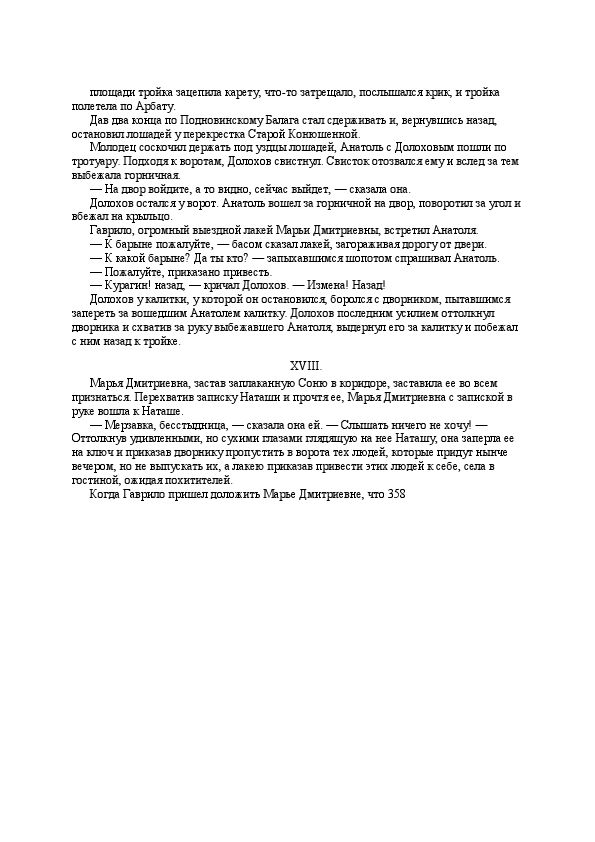 площади тройка зацепила карету, что-то затрещало, послышался крик, и тройка
полетела по Арбату.
Дав два конца по Подновинскому Балага стал сдерживать и, вернувшись назад,
остановил лошадей у перекрестка Старой Конюшенной.
Молодец соскочил держать под уздцы лошадей, Анатоль с Долоховым пошли по
тротуару. Подходя к воротам, Долохов свистнул. Свисток отозвался ему и вслед за тем
выбежала горничная.
— На двор войдите, а то видно, сейчас выйдет, — сказала она.
Долохов остался у ворот. Анатоль вошел за горничной на двор, поворотил за угол и
вбежал на крыльцо.
Гаврило, огромный выездной лакей Марьи Дмитриевны, встретил Анатоля.
— К барыне пожалуйте, — басом сказал лакей, загораживая дорогу от двери.
— К какой барыне? Да ты кто? — запыхавшимся шопотом спрашивал Анатоль.
— Пожалуйте, приказано привесть.
— Курагин! назад, — кричал Долохов. — Измена! Назад!
Долохов у калитки, у которой он остановился, боролся с дворником, пытавшимся
запереть за вошедшим Анатолем калитку. Долохов последним усилием оттолкнул
дворника и схватив за руку выбежавшего Анатоля, выдернул его за калитку и побежал
с ним назад к тройке.
XVIII.
Марья Дмитриевна, застав заплаканную Соню в коридоре, заставила ее во всем
признаться. Перехватив записку Наташи и прочтя ее, Марья Дмитриевна с запиской в
руке вошла к Наташе.
— Мерзавка, бесстыдница, — сказала она ей. — Слышать ничего не хочу! —
Оттолкнув удивленными, но сухими глазами глядящую на нее Наташу, она заперла ее
на ключ и приказав дворнику пропустить в ворота тех людей, которые придут нынче
вечером, но не выпускать их, а лакею приказав привести этих людей к себе, села в
гостиной, ожидая похитителей.
Когда Гаврило пришел доложить Марье Дмитриевне, что 358